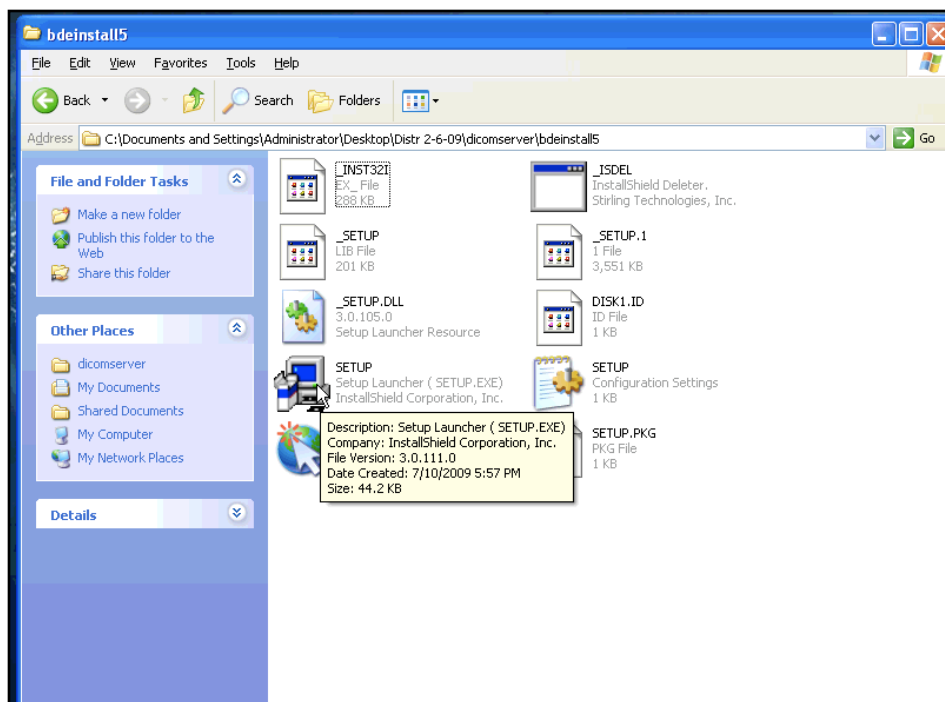 bdeinstall5
File Edit View Favorites Tools Help
Back Search Folders
Address C:\Documents and Settings\Administrator\Desktop\Distr 2-6-09\dicomserver\bdeinstall5 Go
File and Folder Tasks
Make a new folder
Publish this folder to the
Web
Share this folder
Other Places
dicomserver
My Documents
Shared Documents
My Computer
My Network Places
Details
_INST32I
EX_ File
288 KB
_ISDEL
InstallShield Deleter.
Stirling Technologies, Inc.
_SETUP
LIB File
201 KB
_SETUP.1
1 File
3,551 KB
_SETUP.DLL
3.0.105.0
Setup Launcher Resource
DISK1.ID
ID File
1 KB
SETUP
Setup Launcher ( SETUP.EXE)
InstallShield Corporation, Inc.
SETUP
Configuration Settings
1 KB
Description: Setup Launcher ( SETUP.EXE)
Company: InstallShield Corporation, Inc.
File Version: 3.0.111.0
Date Created: 7/10/2009 5:57 PM
Size: 44.2 KB
SETUP.PKG
PKG File
1 KB